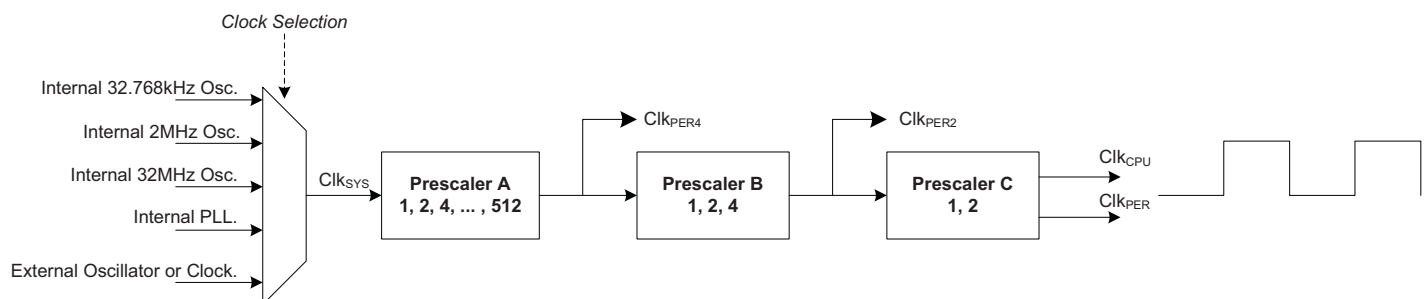 Clock Selection
Internal 32.768kHz Osc.
Internal 2MHz Osc.
Internal 32MHz Osc.
Internal PLL.
External Oscillator or Clock.
ClkSYS
Prescaler A
1, 2, 4, ... , 512
ClkPER4
Prescaler B
1, 2, 4
ClkPER2
Prescaler C
1, 2
ClkCPU
ClkPER